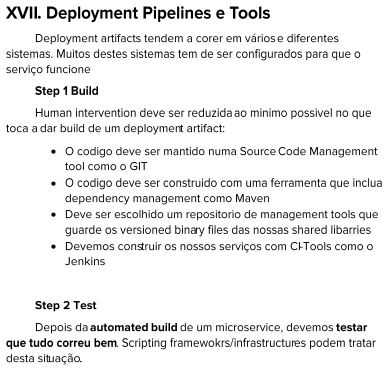 XVII. Deployment Pipelines e Tools
Deployment artifacts tendem a corer em vários e diferentes
sistemas. Muitos destes sistemas tem de ser configurados para que o
serviço funcione
Step 1 Build
Human intervention deve ser reduzida ao minimo possivel no que
toca a dar build de um deployment artifact:
• O codigo deve ser mantido numa Source Code Management
tool como o GIT
• O codigo deve ser construido com uma ferramenta que inclua
dependency management como Maven
• Deve ser escolhido um repositorio de management tools que
guarde os versioned binary files das nossas shared libarries
• Devemos construir os nossos serviços com CI-Tools como o
Jenkins
Step 2 Test
Depois da automated build de um microservice, devemos testar
que tudo correu bem. Scripting framewokrs/infrastructures podem tratar
desta situação.